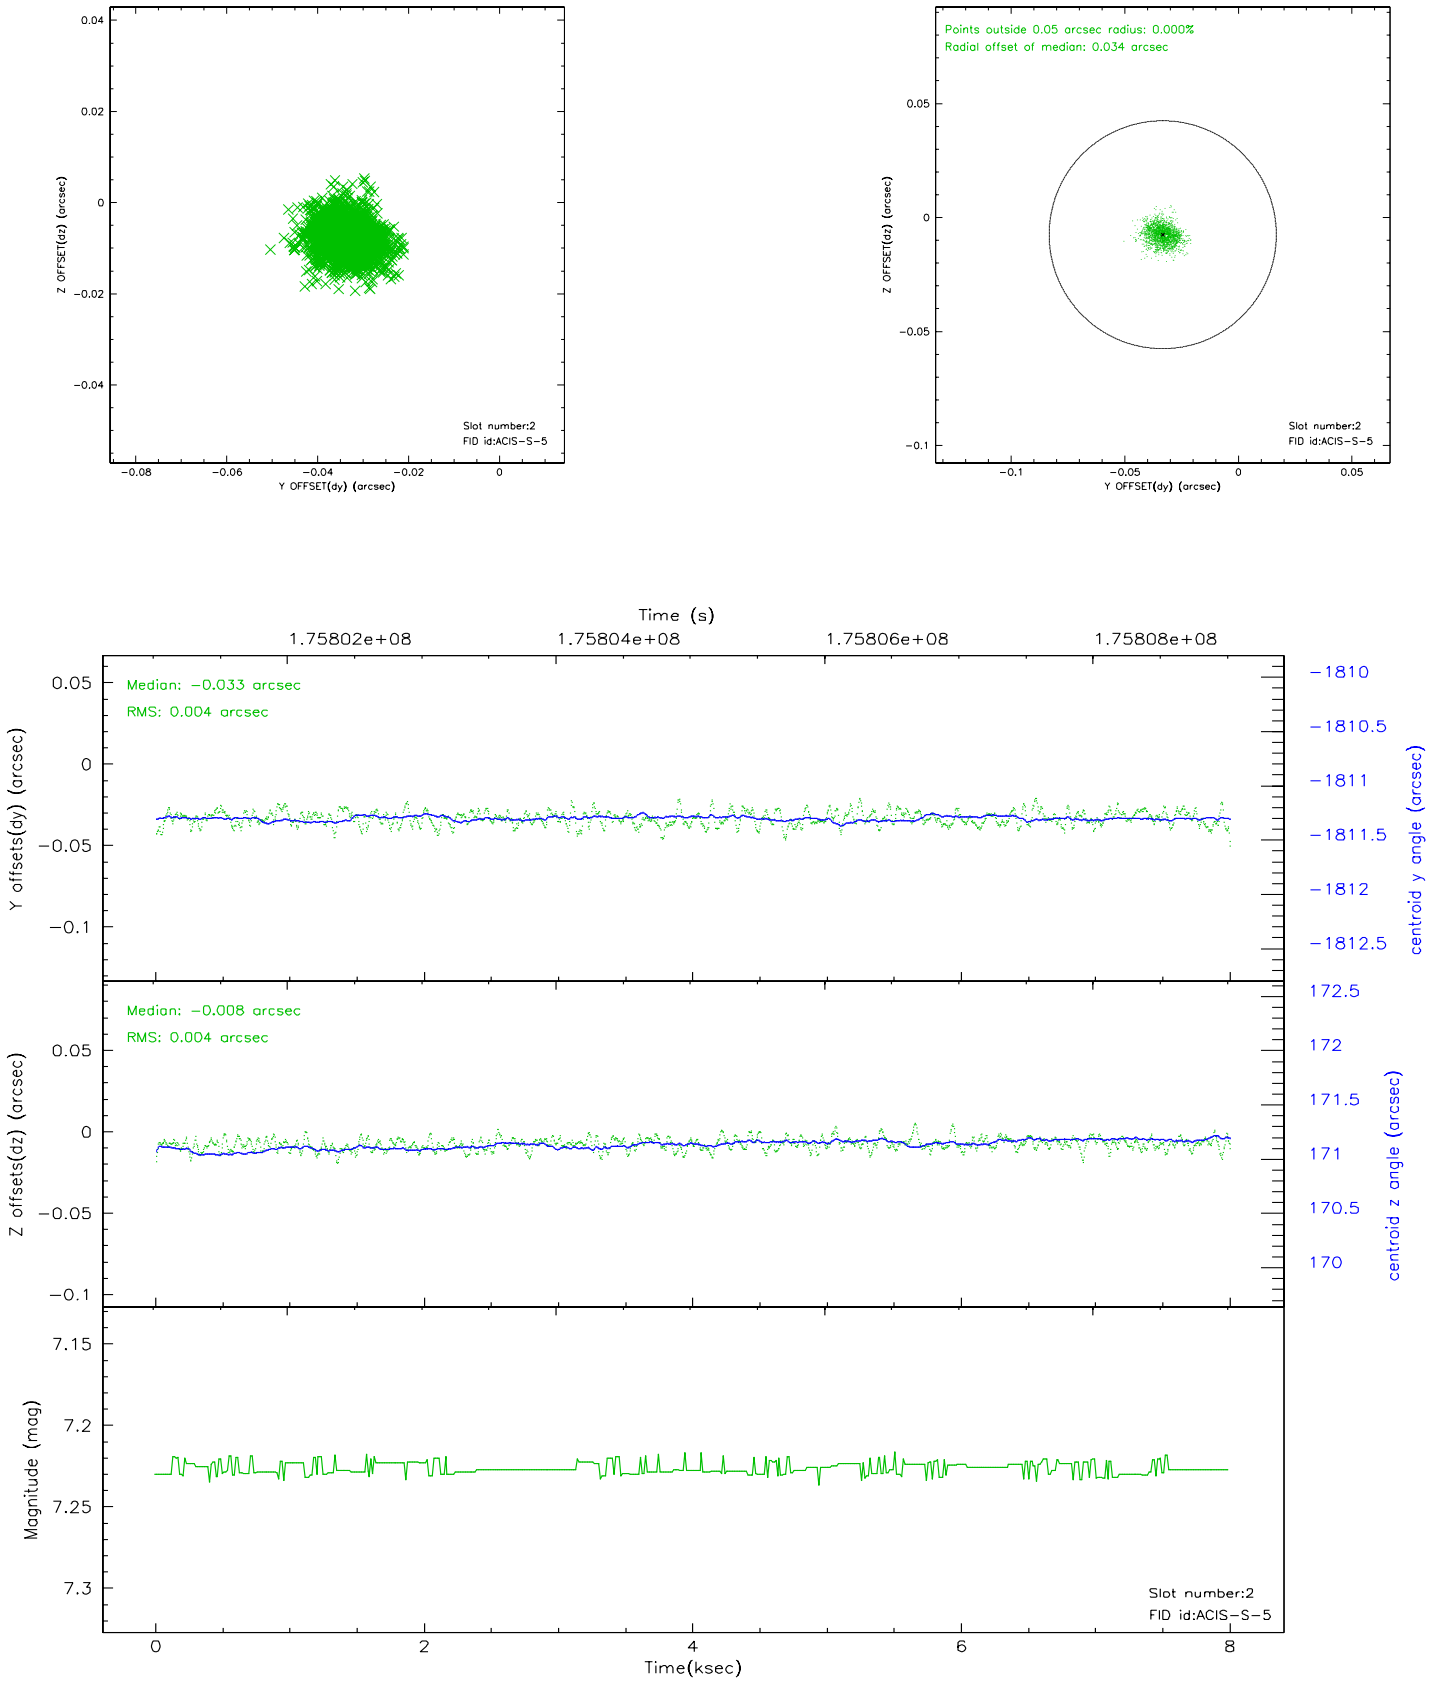 0.04
0.02
0
−0.02
−0.04
Z OFFSET(dz) (arcsec)
Slot number:2
FID id:ACIS−S−5
−0.08
−0.06
−0.04
−0.02
0
Y OFFSET(dy) (arcsec)
Points outside 0.05 arcsec radius: 0.000%
Radial offset of median: 0.034 arcsec
0.05
0
−0.05
−0.1
Z OFFSET(dz) (arcsec)
Slot number:2
FID id:ACIS−S−5
−0.1
−0.05
0
0.05
Y OFFSET(dy) (arcsec)
Time (s)
1.75802e+08
1.75804e+08
1.75806e+08
1.75808e+08
Median: −0.033 arcsec
RMS: 0.004 arcsec
0.05
0
−0.05
−0.1
Y offsets(dy) (arcsec)
−1810
−1810.5
−1811
−1811.5
−1812
−1812.5
centroid y angle (arcsec)
Median: −0.008 arcsec
RMS: 0.004 arcsec
0.05
0
−0.05
−0.1
Z offsets(dz) (arcsec)
172.5
172
171.5
171
170.5
170
centroid z angle (arcsec)
7.15
7.2
7.25
7.3
Magnitude (mag)
Slot number:2
FID id:ACIS−S−5
0
2
4
6
8
Time(ksec)